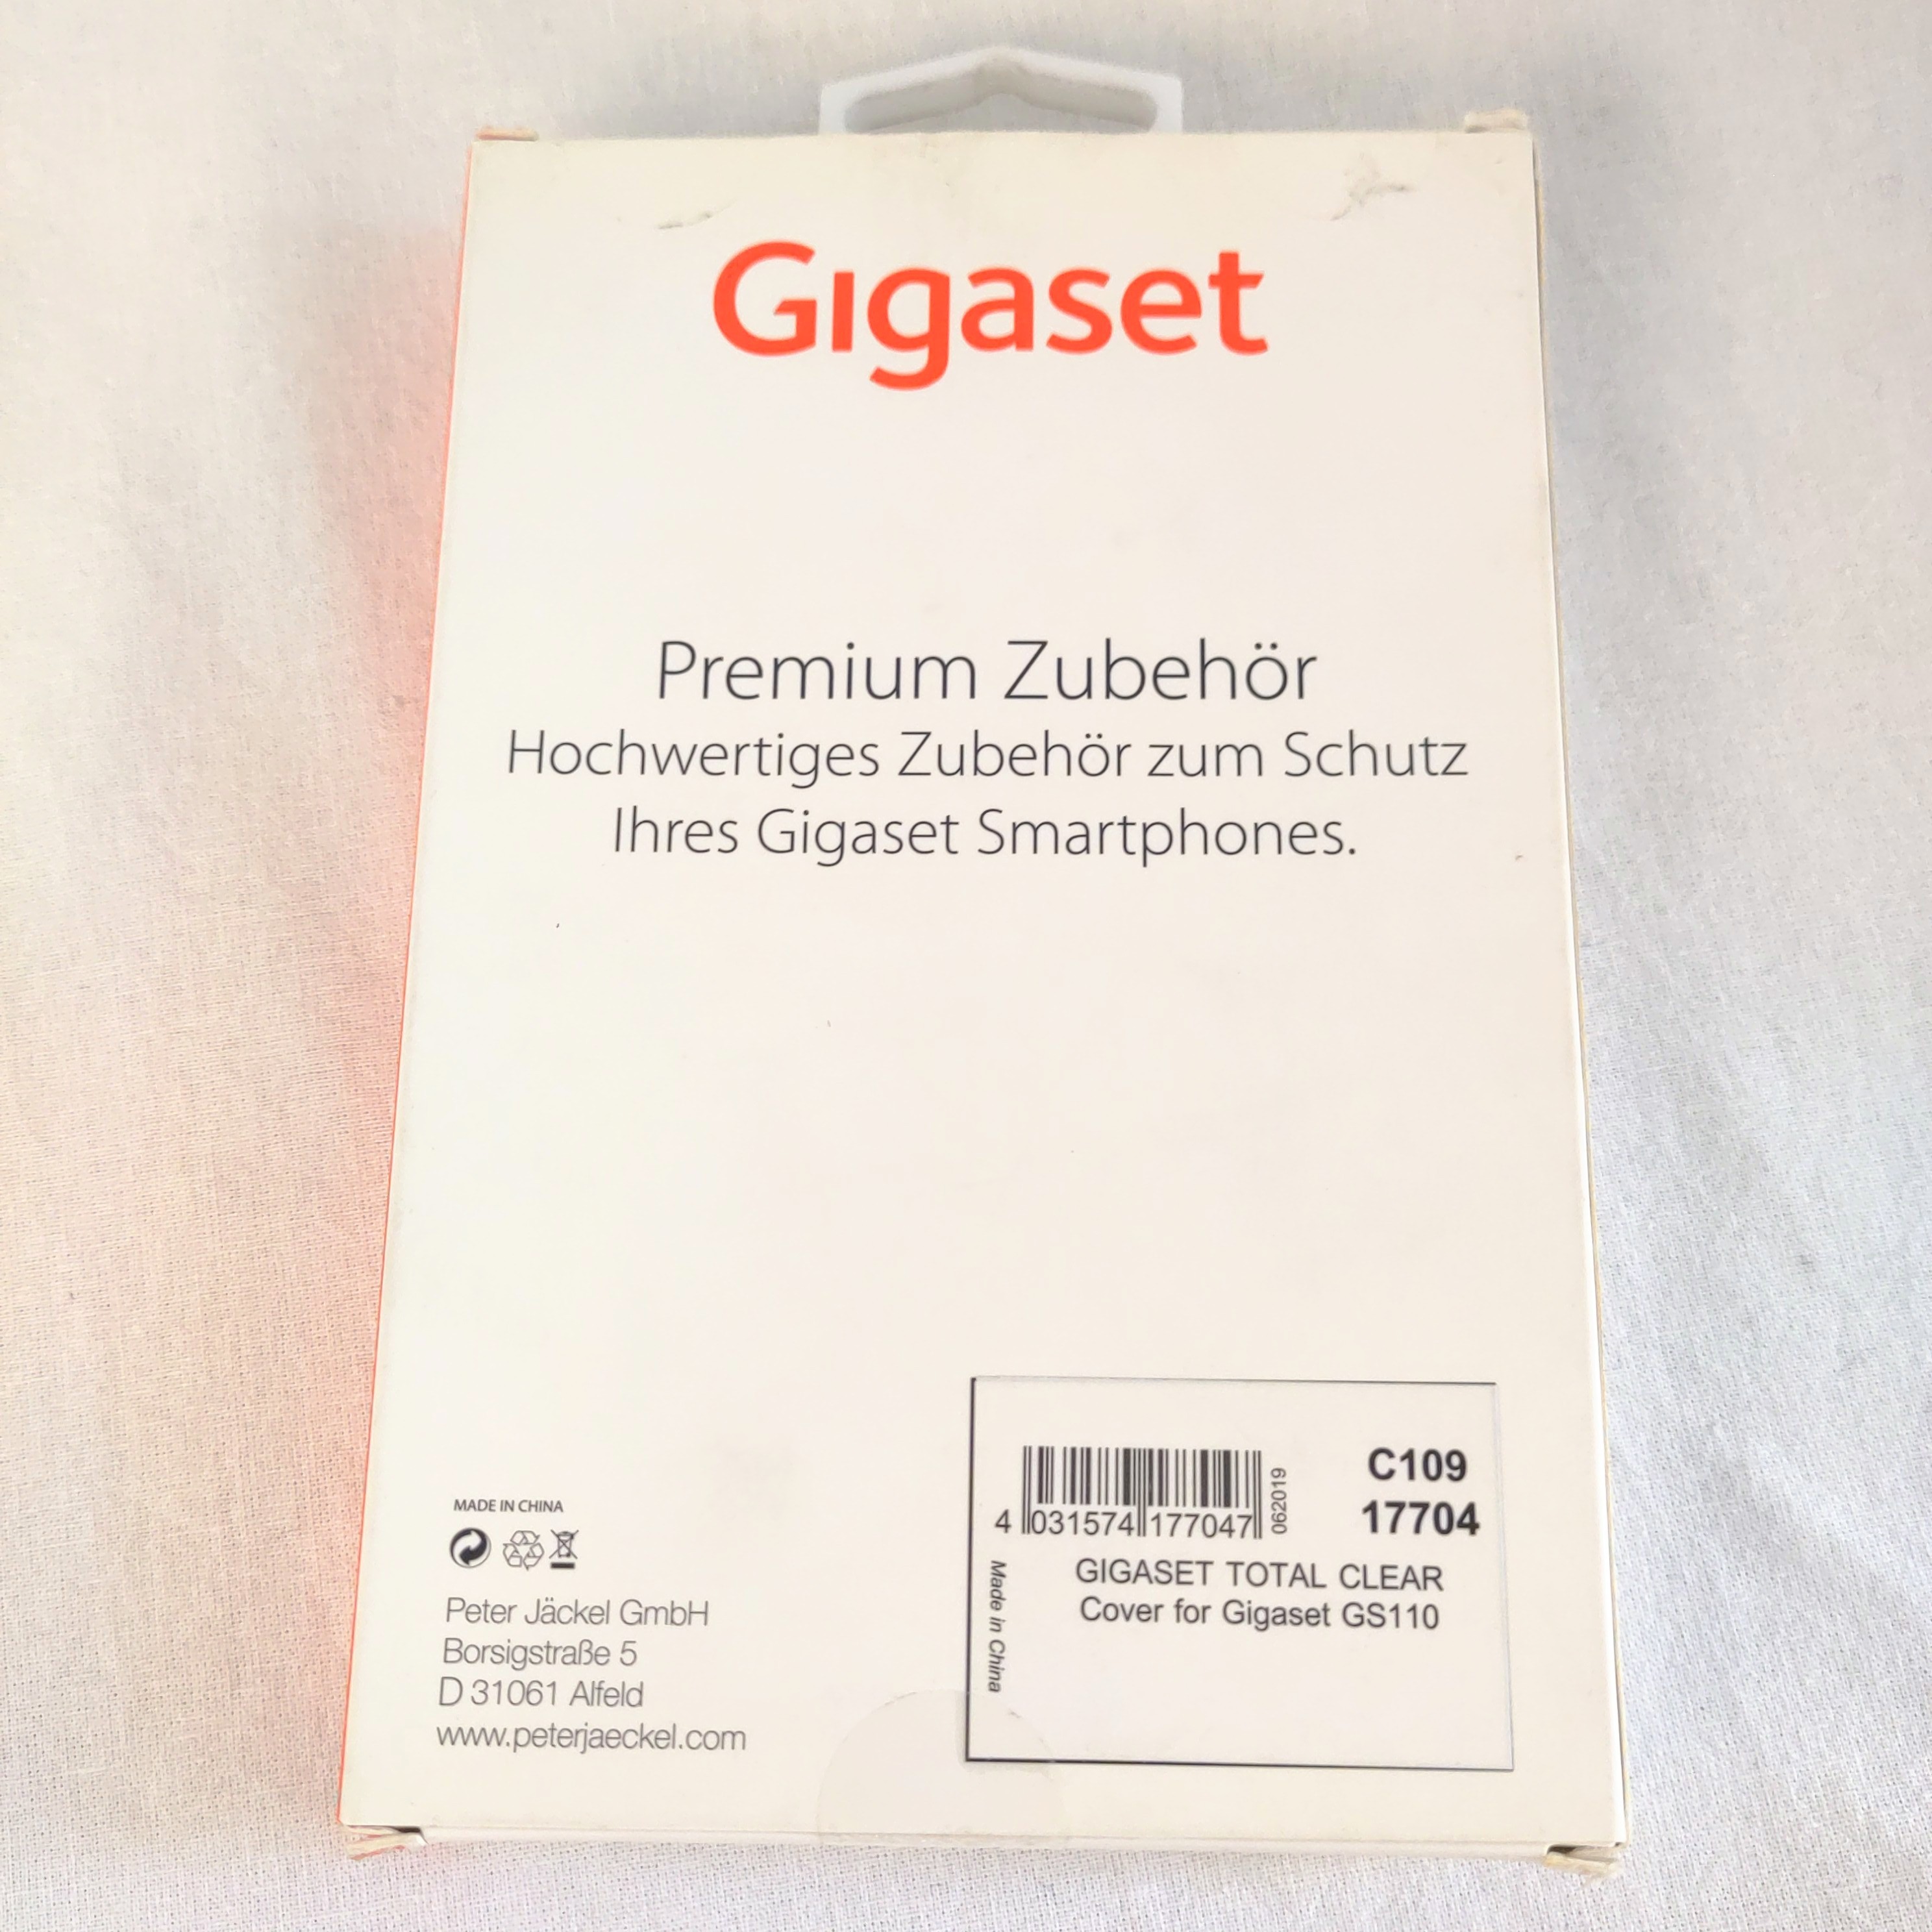 Gigaset
Premium Zubehör
Hochwertiges Zubehör zum Schutz
Ihres Gigaset Smartphones.
MADE IN CHINA
Peter Jäckel GmbH
Borsigstraße 5
D 31061 Alfeld
www.peterjaeckel.com
4 031574 177047
062019
C109
17704
Made in China
GIGASET TOTAL CLEAR
Cover for Gigaset GS110